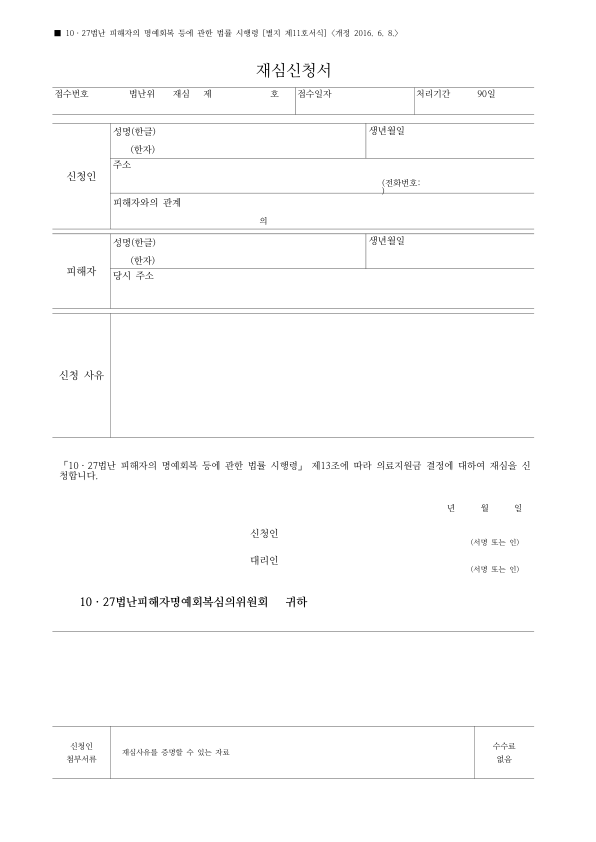 ■ 10ㆍ27법난 피해자의 명예회복 등에 관한 법률 시행령 [별지 제11호서식] <개정 2016. 6. 8.>
재심신청서
접수번호 법난위 재심 제 호 접수일자 처리기간 90일
신청인
성명(한글) 생년월일
(한자)
주소
(전화번호:
)
피해자와의 관계
의
피해자
성명(한글) 생년월일
(한자)
당시 주소
신청 사유
「10ㆍ27법난 피해자의 명예회복 등에 관한 법률 시행령」 제13조에 따라 의료지원금 결정에 대하여 재심을 신
청합니다.
년 월 일
신청인
(서명 또는 인)
대리인
(서명 또는 인)
10ㆍ27법난피해자명예회복심의위원회 귀하
신청인
첨부서류
재심사유를 증명할 수 있는 자료
수수료
없음